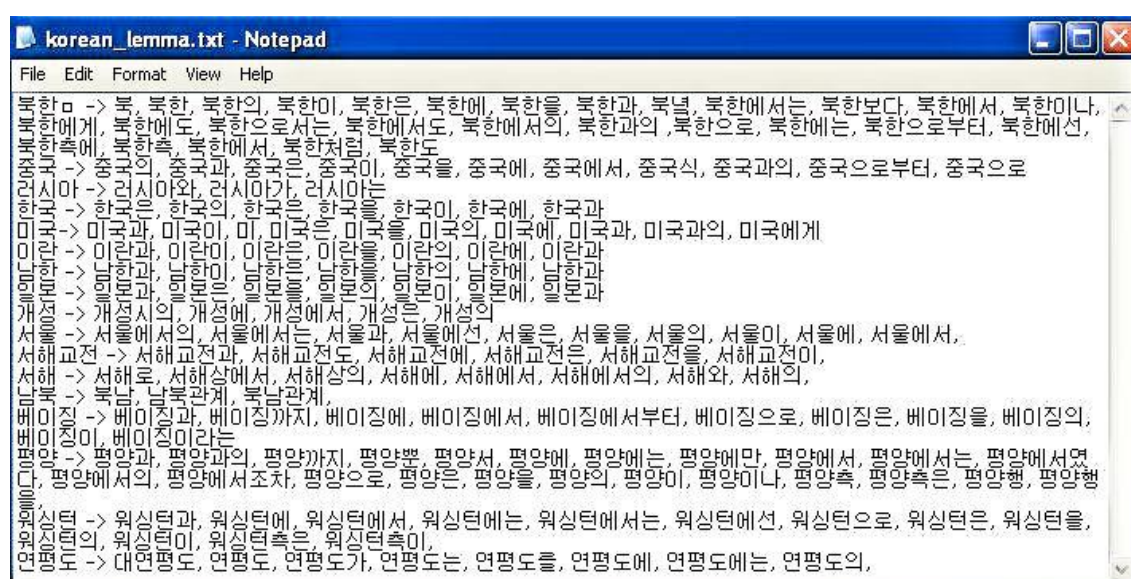 korean_lemma.txt - Notepad
File Edit Format View Help
북한ㅁ -> 북, 북한, 북한의, 북한이, 북한은, 북한에, 북한을, 북한과, 북녘, 북한에서는, 북한보다, 북한에서, 북한이나,
북한에게, 북한에도, 북한으로서는, 북한에서도, 북한에서의, 북한과의 ,북한으로, 북한에는, 북한으로부터, 북한에선,
북한측에, 북한측, 북한에서, 북한처럼, 북한도
중국 -> 중국의, 중국과, 중국은, 중국이, 중국을, 중국에, 중국에서, 중국식, 중국과의, 중국으로부터, 중국으로
러시아 -> 러시아와, 러시아가, 러시아는
한국 -> 한국은, 한국의, 한국은, 한국을, 한국이, 한국에, 한국과
미국-> 미국과, 미국이, 미, 미국은, 미국을, 미국의, 미국에, 미국과, 미국과의, 미국에게
이란 -> 이란과, 이란이, 이란은, 이란을, 이란의, 이란에, 이란과
남한 -> 남한과, 남한이, 남한은, 남한을, 남한의, 남한에, 남한과
일본 -> 일본과, 일본은, 일본을, 일본의, 일본이, 일본에, 일본과
개성 -> 개성시의, 개성에, 개성에서, 개성은, 개성의
서울 -> 서울에서의, 서울에서는, 서울과, 서울에선, 서울은, 서울을, 서울의, 서울이, 서울에, 서울에서,
서해교전 -> 서해교전과, 서해교전도, 서해교전에, 서해교전은, 서해교전을, 서해교전이,
서해 -> 서해로, 서해상에서, 서해상의, 서해에, 서해에서, 서해에서의, 서해와, 서해의,
남북 -> 북남, 남북관계, 북남관계,
베이징 -> 베이징과, 베이징까지, 베이징에, 베이징에서, 베이징에서부터, 베이징으로, 베이징은, 베이징을, 베이징의,
베이징이, 베이징이라는
평양 -> 평양과, 평양과의, 평양까지, 평양뿐, 평양서, 평양에, 평양에는, 평양에만, 평양에서, 평양에서는, 평양에서였
다, 평양에서의, 평양에서조차, 평양으로, 평양은, 평양을, 평양의, 평양이, 평양이나, 평양측, 평양측은, 평양행, 평양행
을,
워싱턴 -> 워싱턴과, 워싱턴에, 워싱턴에서, 워싱턴에는, 워싱턴에서는, 워싱턴에선, 워싱턴으로, 워싱턴은, 워싱턴을,
워싱턴의, 워싱턴이, 워싱턴측은, 워싱턴측이,
연평도 -> 대연평도, 연평도, 연평도가, 연평도는, 연평도를, 연평도에, 연평도에는, 연평도의,